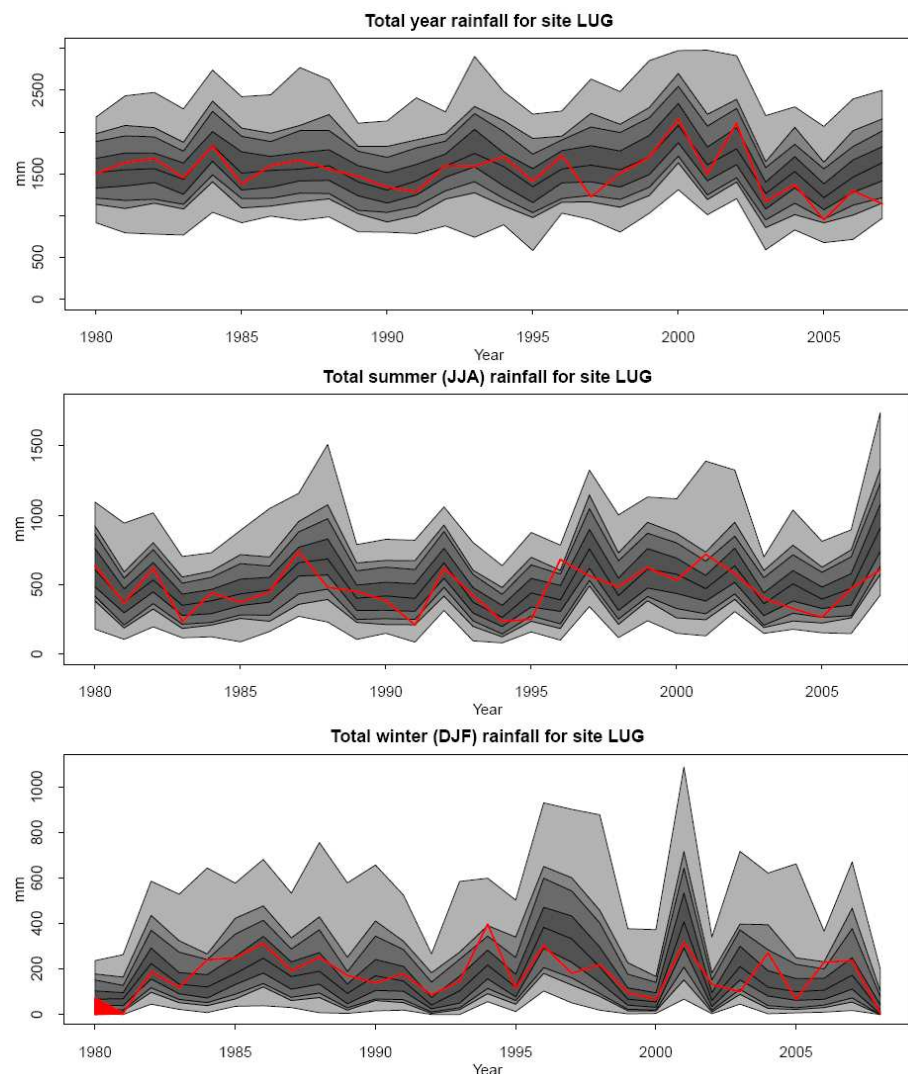 Total year rainfall for site LUG
mm
2500
1500
500
0
1980 1985 1990 1995 2000 2005
Year
Total summer (JJA) rainfall for site LUG
mm
1500
1000
500
0
1980 1985 1990 1995 2000 2005
Year
Total winter (DJF) rainfall for site LUG
mm
1000
800
600
400
200
0
1980 1985 1990 1995 2000 2005
Year